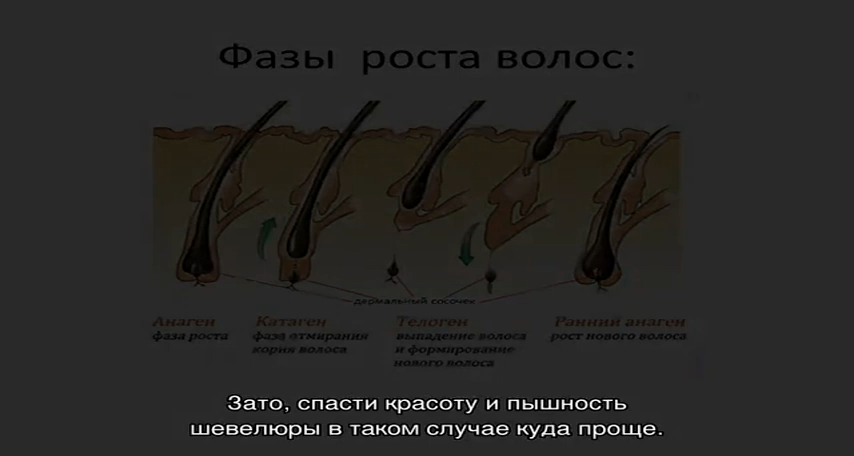 Фазы роста волос:
дермальный сосочек
Анаген Катаген Телоген Ранний анаген
фаза роста фаза отмирания выпадение волоса рост нового волоса
корня волоса и формирование
нового волоса
Зато, спасти красоту и пышность
шевелюры в таком случае куда проще.